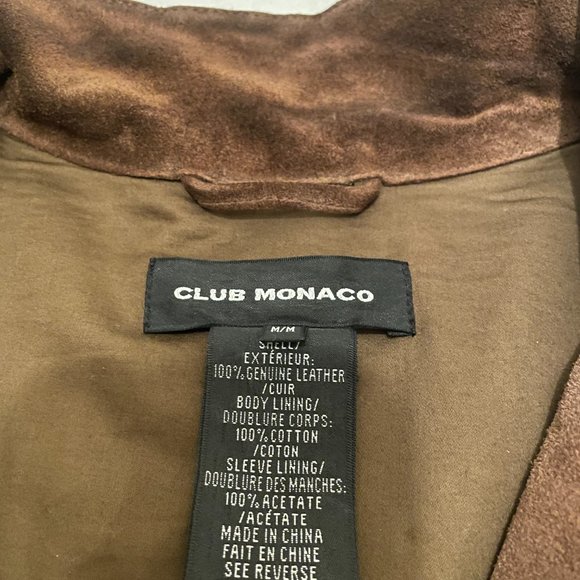 CLUB MONACO
M/M
SHELL/
EXTÉRIEUR:
100% GENUINE LEATHER
/CUIR
BODY LINING/
DOUBLURE CORPS:
100% COTTON
/COTON
SLEEVE LINING/
DOUBLURE DES MANCHES:
100% ACETATE
/ACÉTATE
MADE IN CHINA
FAIT EN CHINE
SEE REVERSE